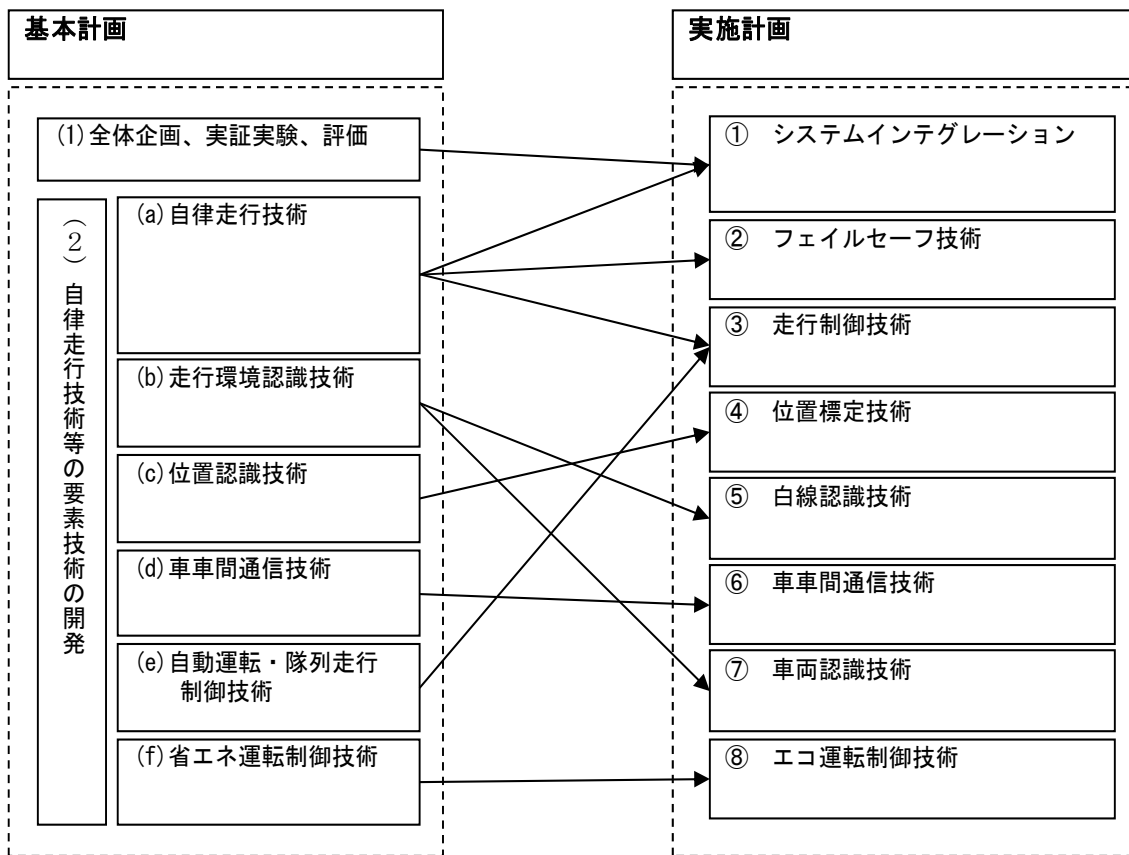 基本計画
(1)全体企画、実証実験、評価
(2)自律走行技術等の要素技術の開発
(a)自律走行技術
(b)走行環境認識技術
(c)位置認識技術
(d)車車間通信技術
(e)自動運転・隊列走行
制御技術
(f)省エネ運転制御技術
実施計画
① システムインテグレーション
② フェイルセーフ技術
③ 走行制御技術
④ 位置標定技術
⑤ 白線認識技術
⑥ 車車間通信技術
⑦ 車両認識技術
⑧ エコ運転制御技術